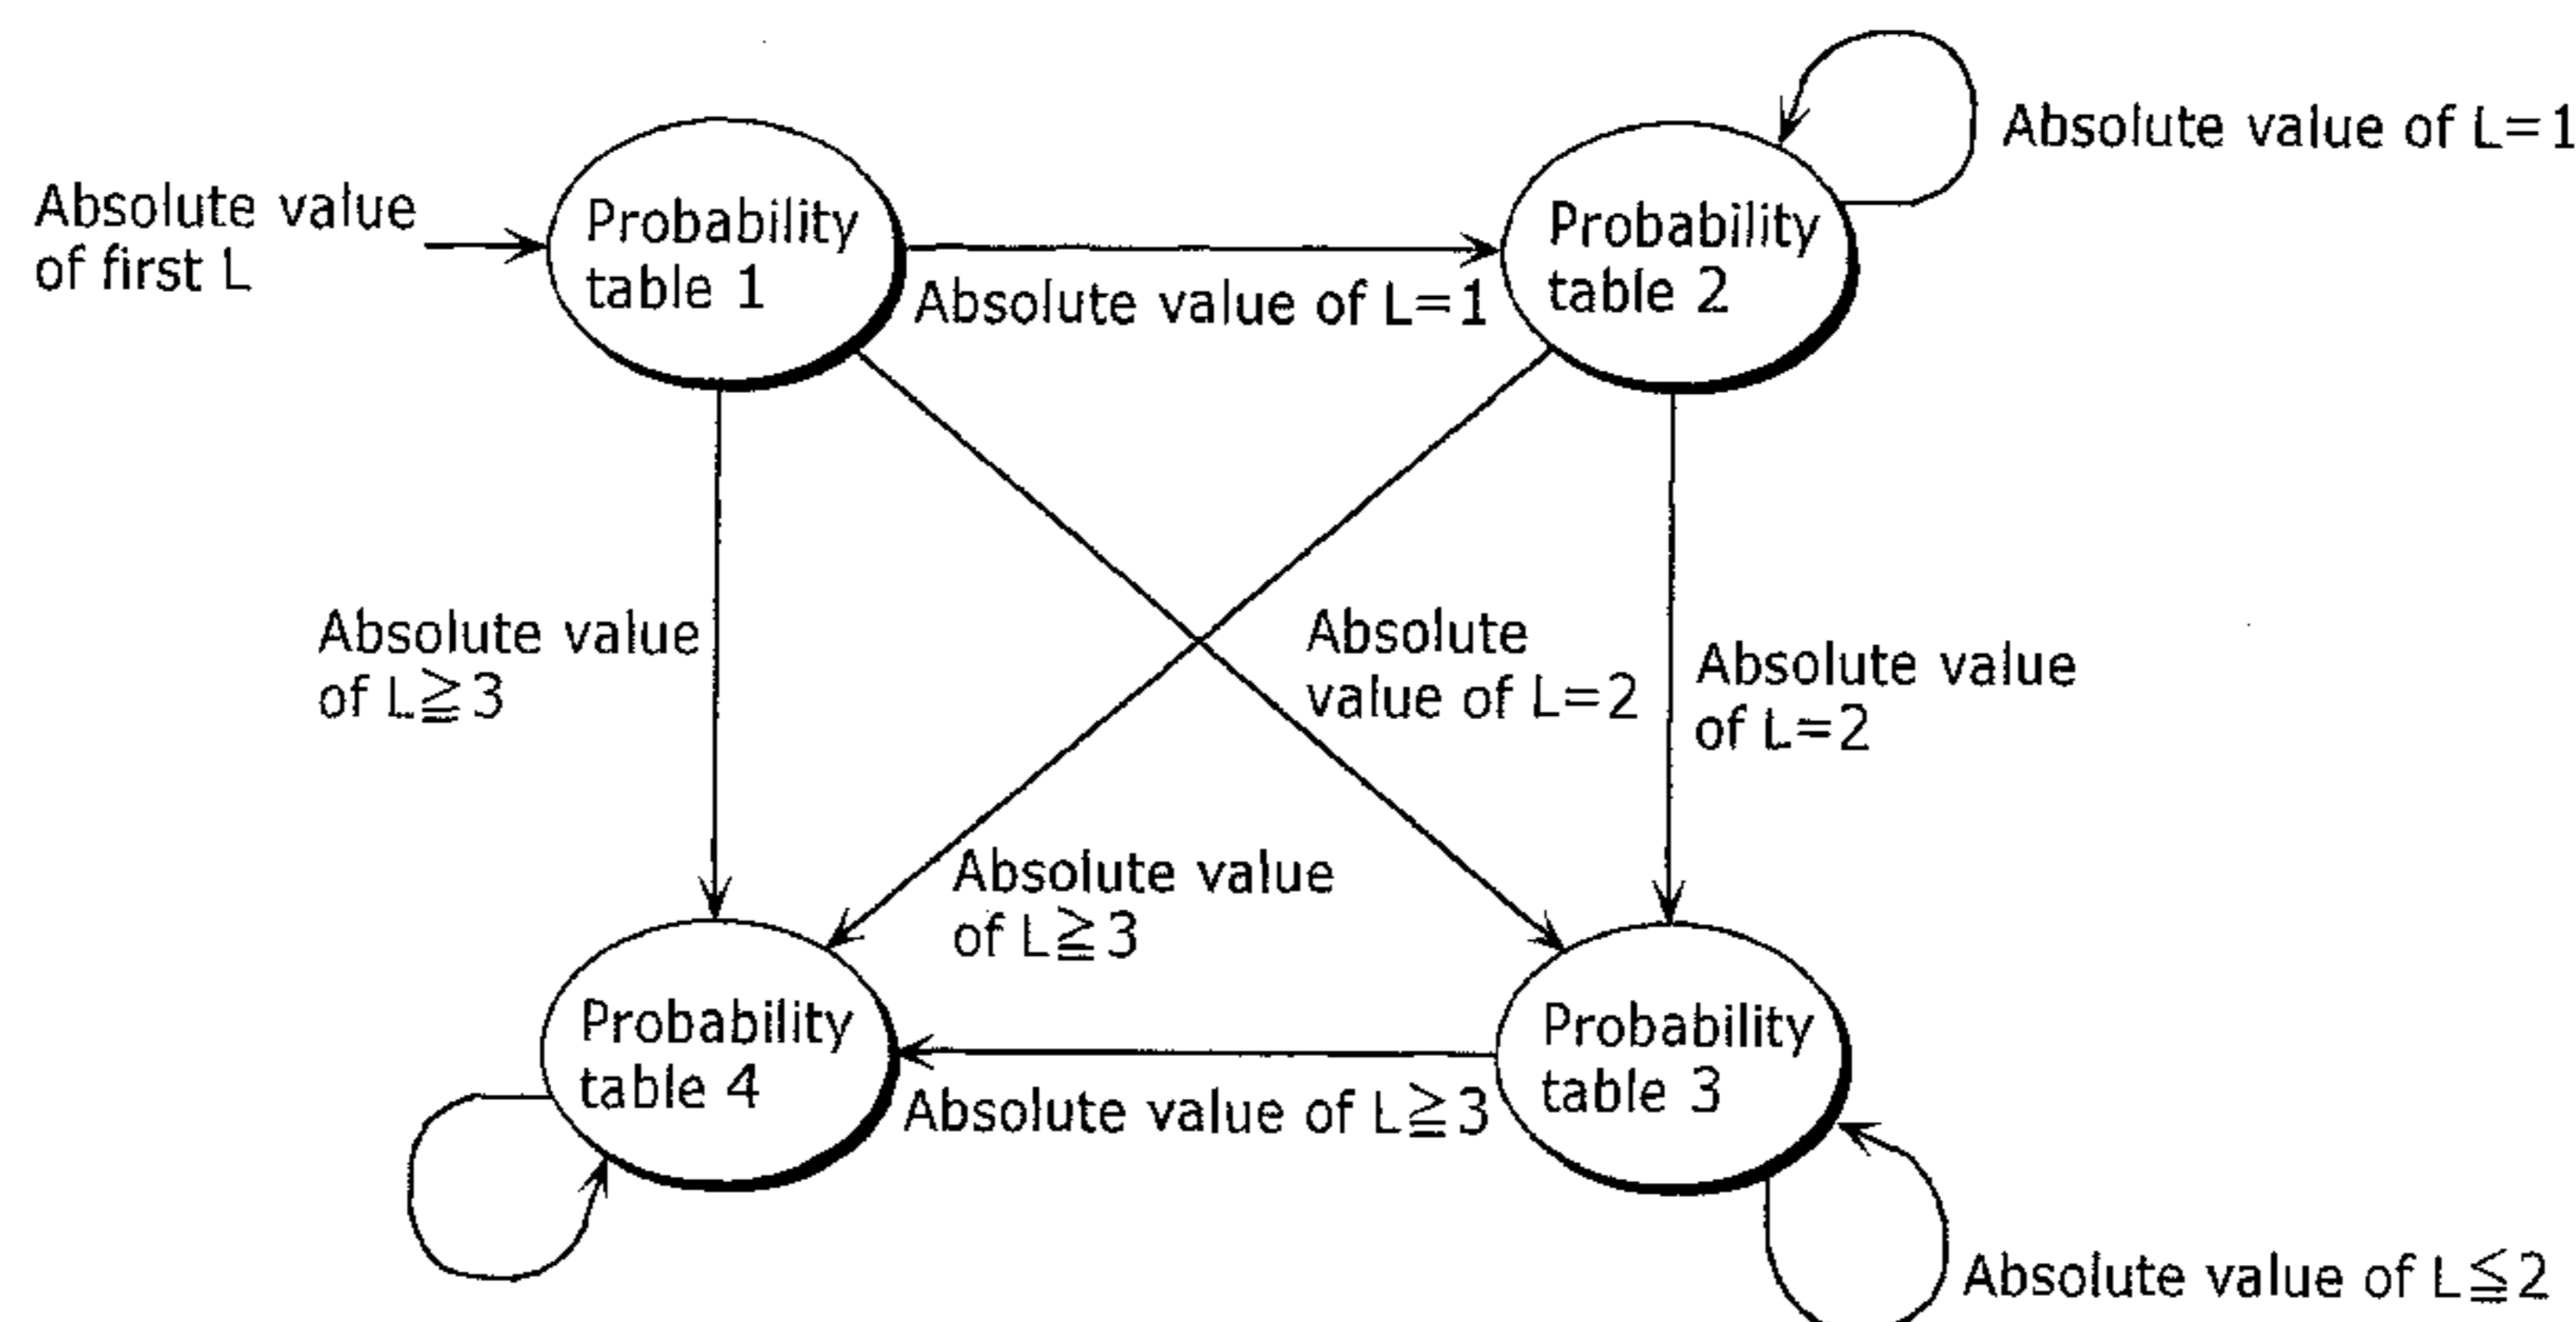 Absolute value
of first L
Probability
table 1
Absolute value of L=1
Probability
table 2
Absolute value of L=1
Absolute value
of L≧3
Absolute
value of L=2
Absolute value
of L=2
Absolute value
of L≧3
Probability
table 4
Absolute value of L≧3
Probability
table 3
Absolute value of L≦2